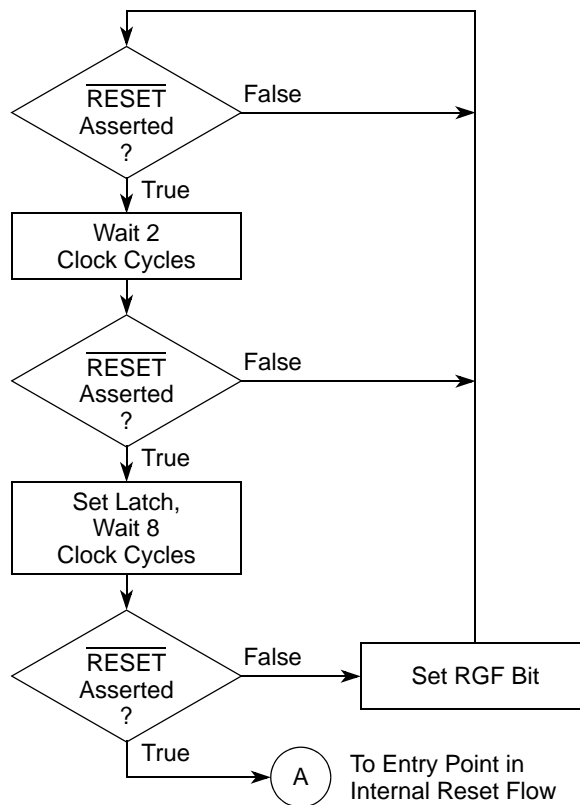 RESET
Asserted
?
False
True
Wait 2
Clock Cycles
RESET
Asserted
?
False
True
Set Latch,
Wait 8
Clock Cycles
RESET
Asserted
?
False
Set RGF Bit
True
A
To Entry Point in
Internal Reset Flow